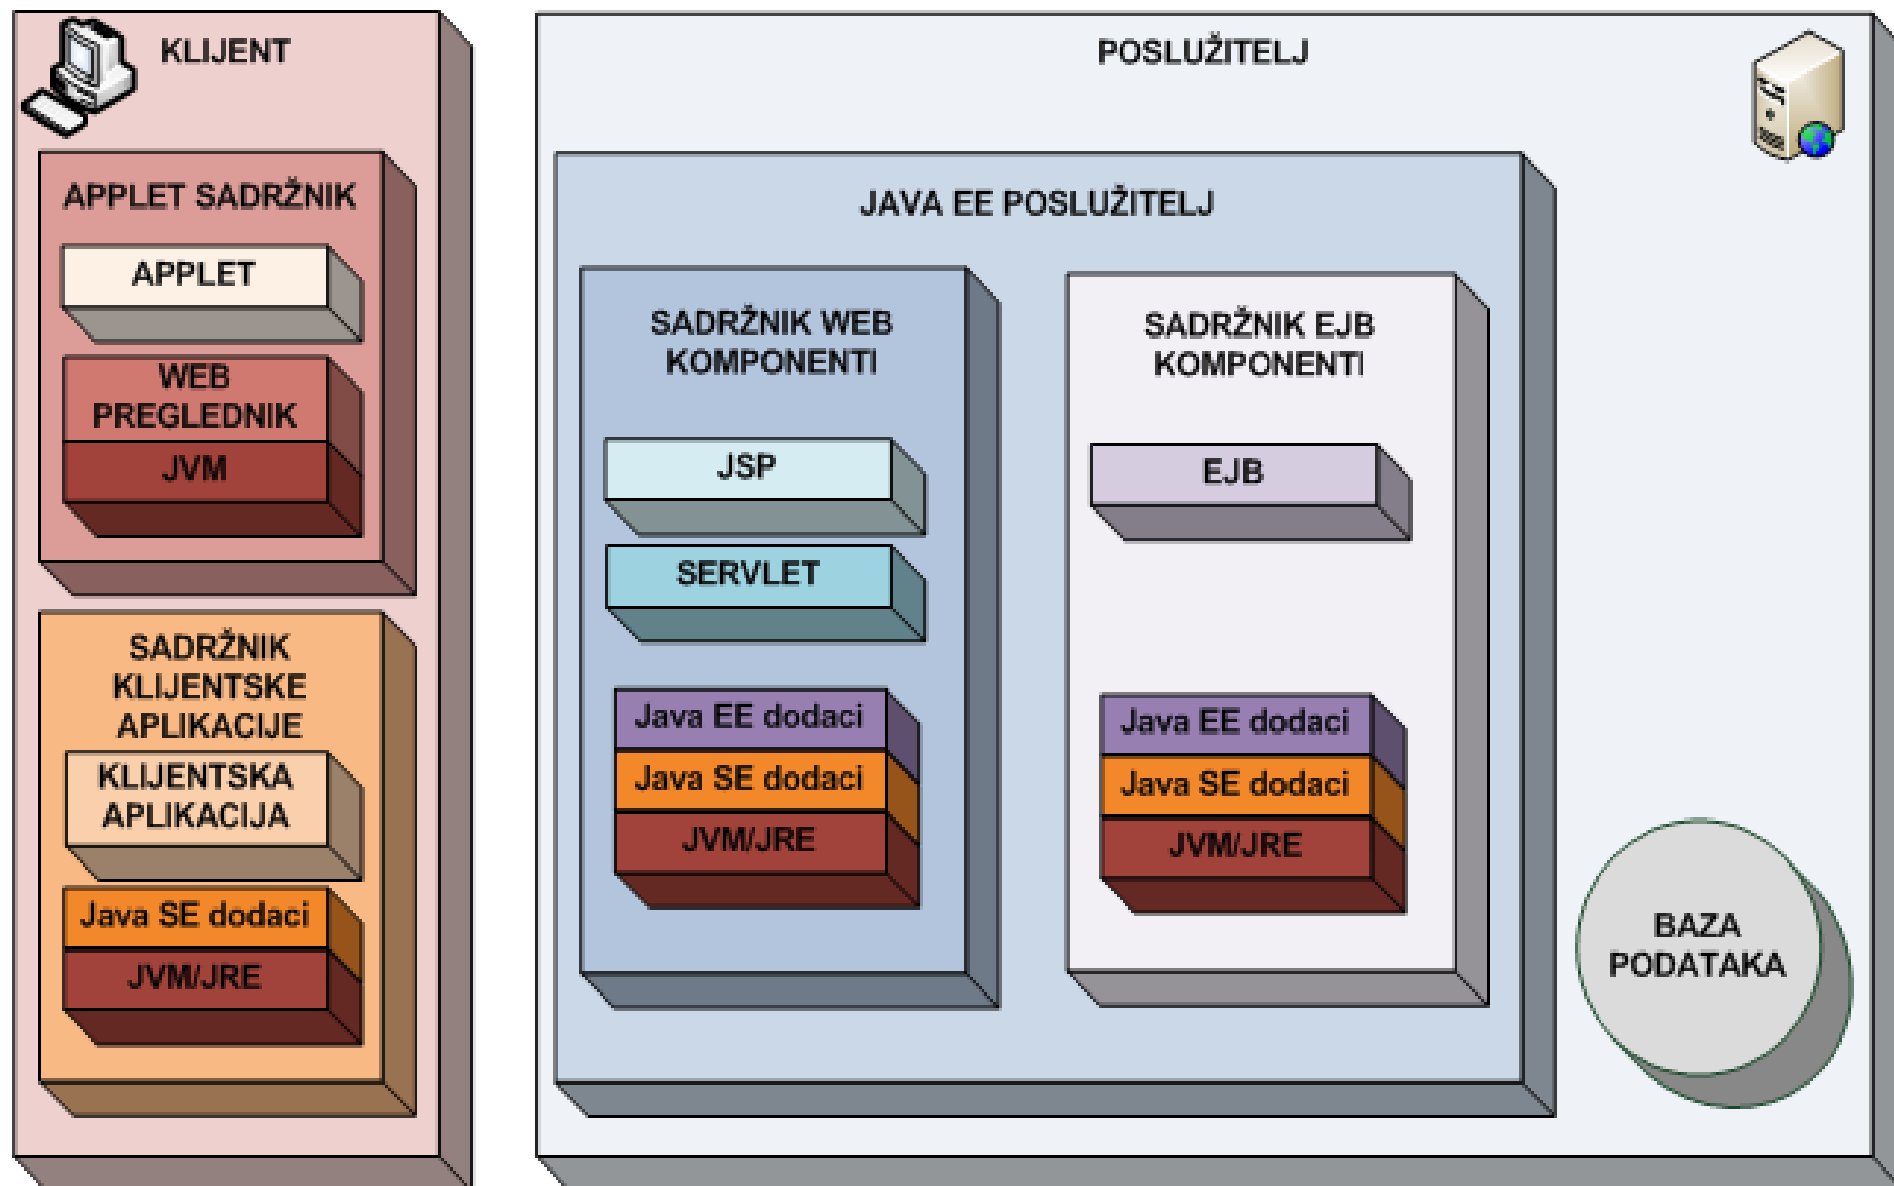 KLIJENT
APPLET SADRŽNIK
APPLET
WEB
PREGLEDNIK
JVM
SADRŽNIK
KLIJENTSKE
APLIKACIJE
KLIJENTSKA
APLIKACIJA
Java SE dodaci
JVM/JRE
POSLUŽITELJ
JAVA EE POSLUŽITELJ
SADRŽNIK WEB
KOMPONENTI
JSP
SERVLET
Java EE dodaci
Java SE dodaci
JVM/JRE
SADRŽNIK EJB
KOMPONENTI
EJB
Java EE dodaci
Java SE dodaci
JVM/JRE
BAZA
PODATAKA